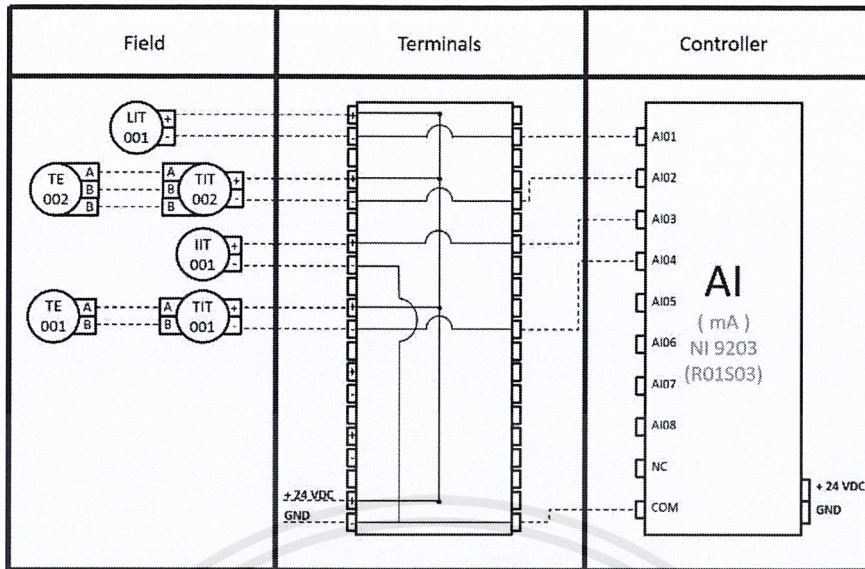 Field
Terminals
Controller
LIT
001
+
-
TE
002
A
B
B
A
B
B
TIT
002
+
-
IIT
001
+
-
TE
001
A
B
A
B
TIT
001
+
-
+
-
+
-
+
-
+
-
+
-
+
-
+
-
+ 24 VDC
+
GND
-
AI01
AI02
AI03
AI04
AI05
AI06
AI07
AI08
NC
COM
AI
( mA )
NI 9203
(R01S03)
+ 24 VDC
GND